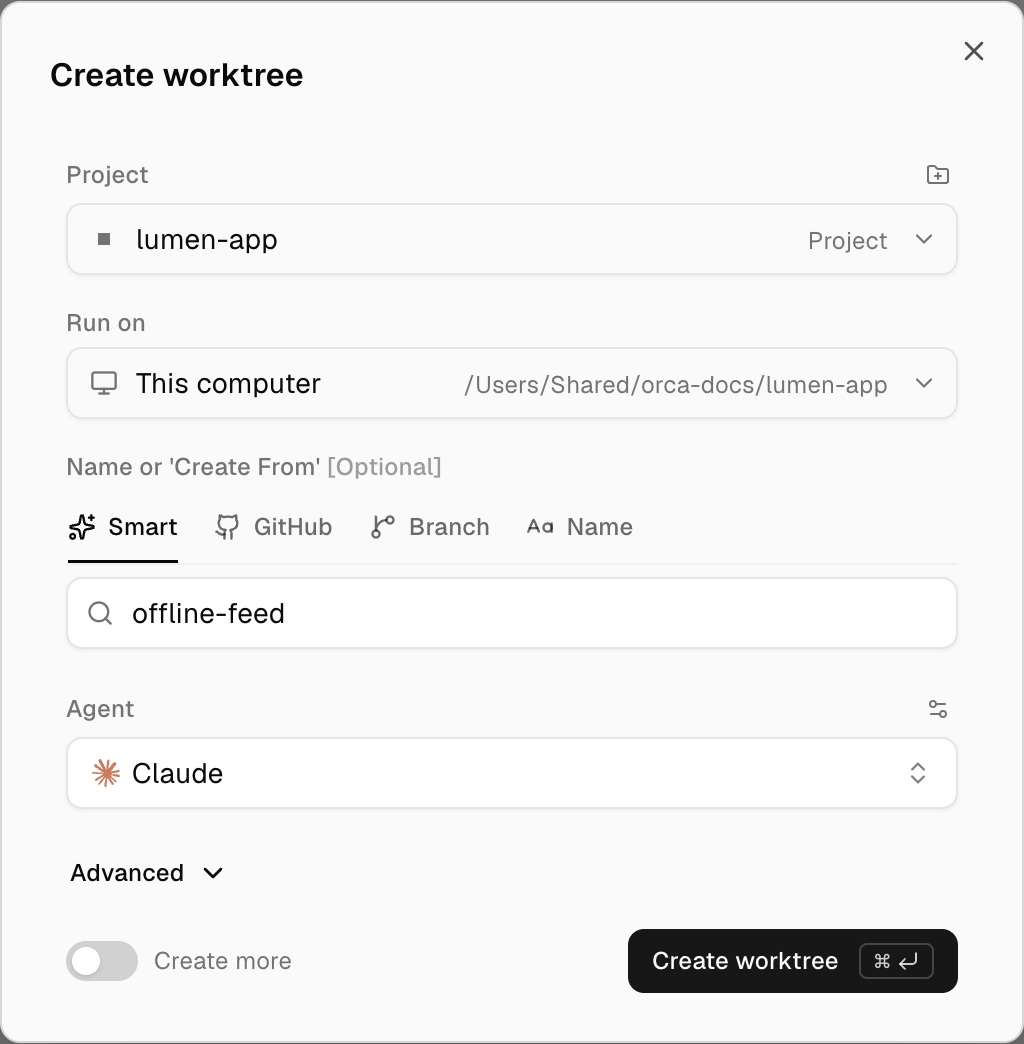 Create worktree
Project
lumen-app Project
Run on
This computer /Users/Shared/orca-docs/lumen-app
Name or 'Create From' [Optional]
Smart GitHub Branch Aa Name
offline-feed
Agent
Claude
Advanced
Create more Create worktree ⌘ ↵